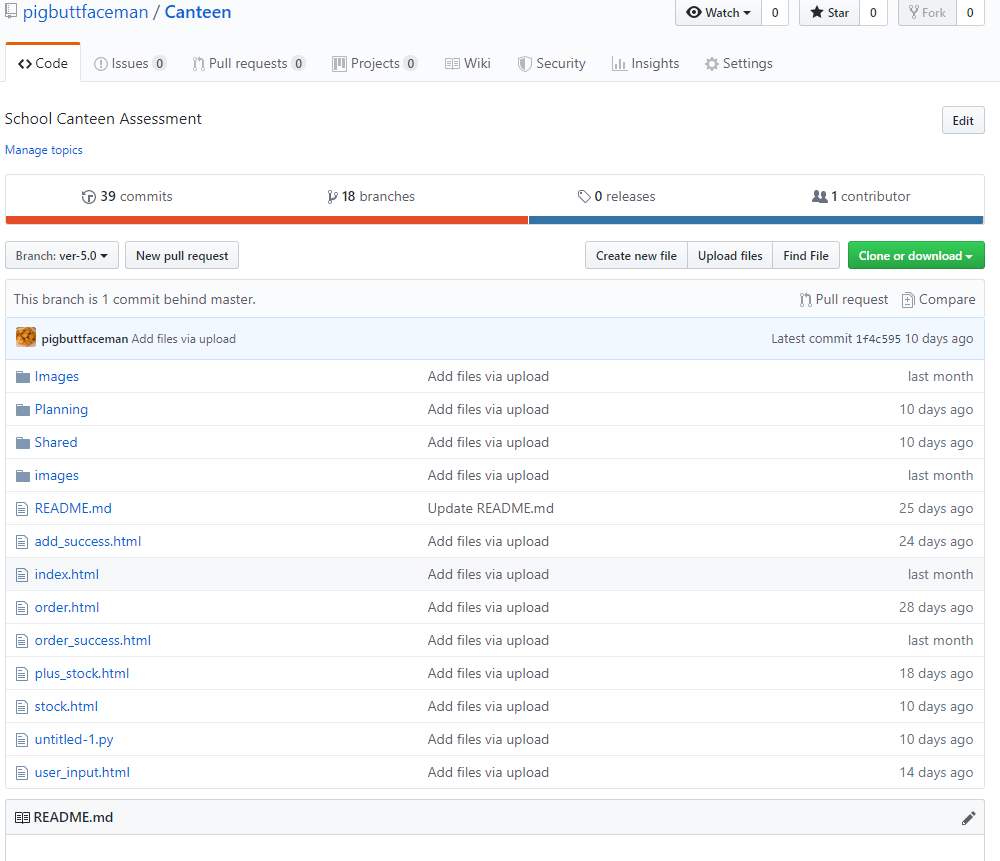 pigbuttfaceman / Canteen Watch 0 Star 0 Fork 0
Code Issues 0 Pull requests 0 Projects 0 Wiki Security Insights Settings
School Canteen Assessment Edit
Manage topics
39 commits 18 branches 0 releases 1 contributor
Branch: ver-5.0 New pull request Create new file Upload files Find File Clone or download
This branch is 1 commit behind master. Pull request Compare
pigbuttfaceman Add files via upload Latest commit 1f4c595 10 days ago
Images Add files via upload last month
Planning Add files via upload 10 days ago
Shared Add files via upload 10 days ago
images Add files via upload last month
README.md Update README.md 25 days ago
add_success.html Add files via upload 24 days ago
index.html Add files via upload last month
order.html Add files via upload 28 days ago
order_success.html Add files via upload last month
plus_stock.html Add files via upload 18 days ago
stock.html Add files via upload 10 days ago
untitled-1.py Add files via upload 10 days ago
user_input.html Add files via upload 14 days ago
README.md